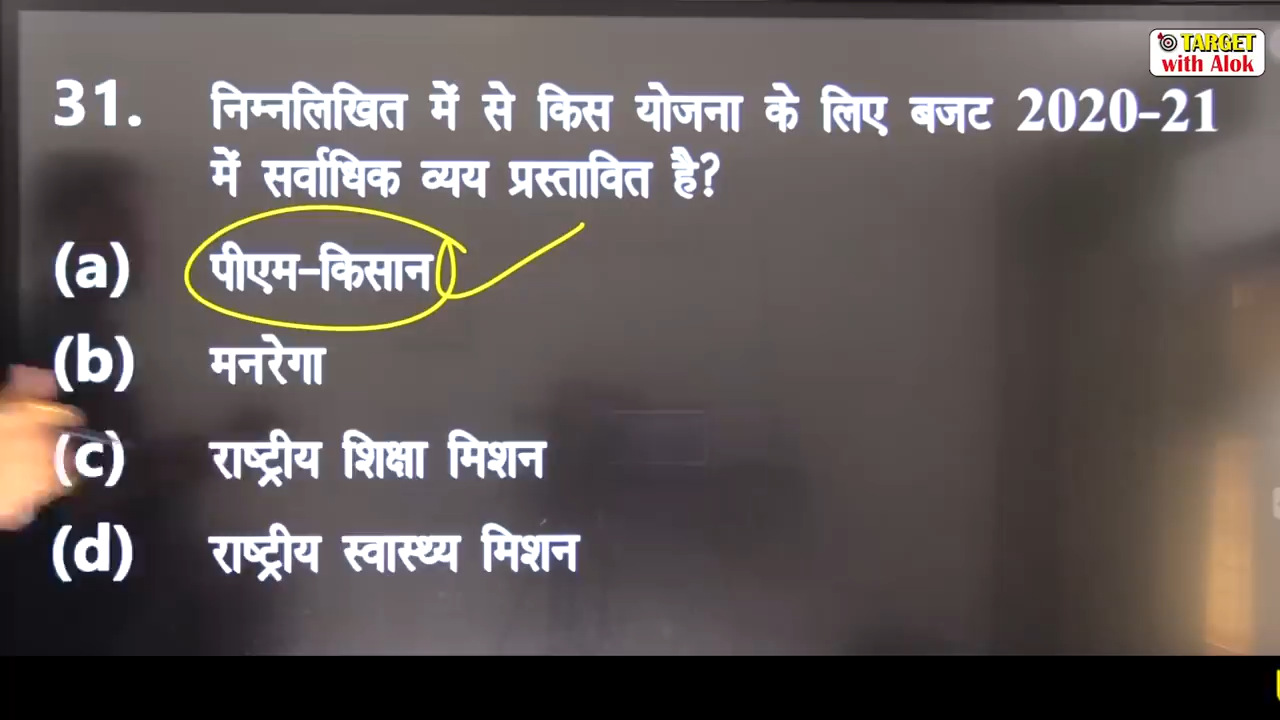 TARGET
with Alok
31. निम्नलिखित में से किस योजना के लिए बजट 2020-21
में सर्वाधिक व्यय प्रस्तावित है?
(a) पीएम-किसान
(b) मनरेगा
(c) राष्ट्रीय शिक्षा मिशन
(d) राष्ट्रीय स्वास्थ्य मिशन